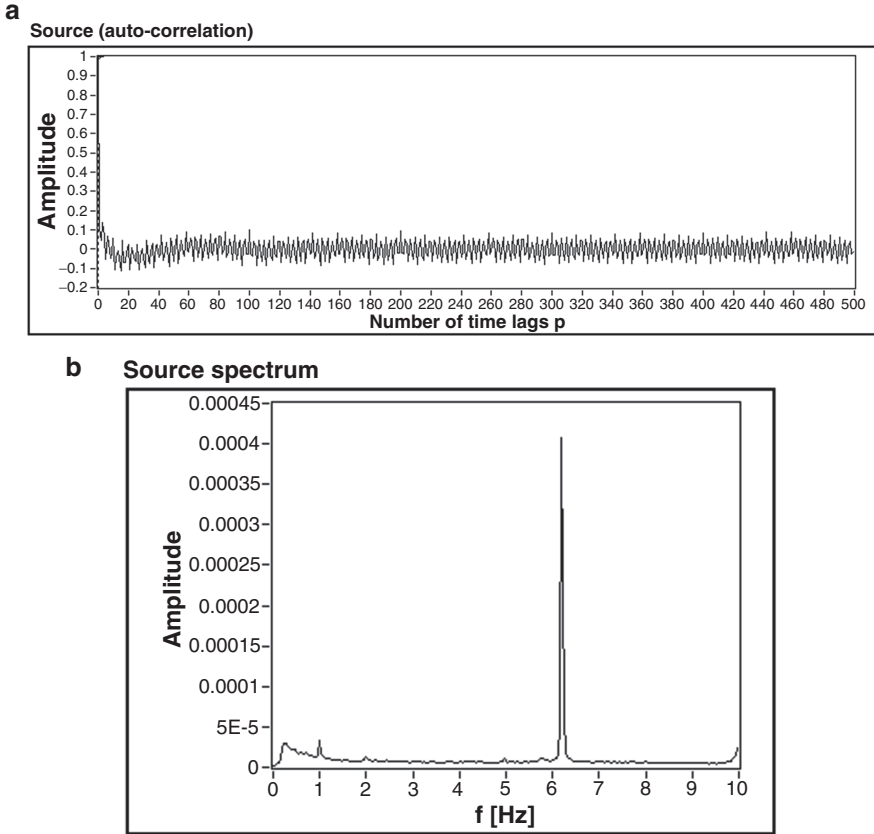 a
Source (auto-correlation)
Amplitude
1
0.9
0.8
0.7
0.6
0.5
0.4
0.3
0.2
0.1
0
−0.1
−0.2
0 20 40 60 80 100 120 140 160 180 200 220 240 260 280 300 320 340 360 380 400 420 440 460 480 500
Number of time lags p
b Source spectrum
Amplitude
0.00045
0.0004
0.00035
0.0003
0.00025
0.0002
0.00015
0.0001
5E-5
0
0 1 2 3 4 5 6 7 8 9 10
f [Hz]